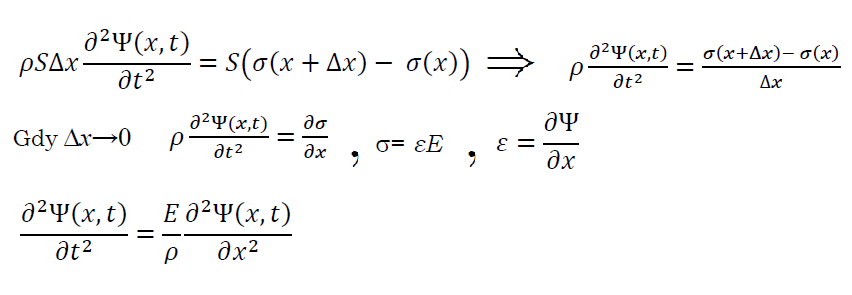 ρSΔx ∂²Ψ(x, t)/∂t² = S(σ(x + Δx) − σ(x)) ⟹ ρ ∂²Ψ(x,t)/∂t² = σ(x+Δx)− σ(x)/Δx
Gdy Δx→0 ρ ∂²Ψ(x,t)/∂t² = ∂σ/∂x , σ= εE , ε = ∂Ψ/∂x
∂²Ψ(x, t)/∂t² = E/ρ ∂²Ψ(x, t)/∂x²